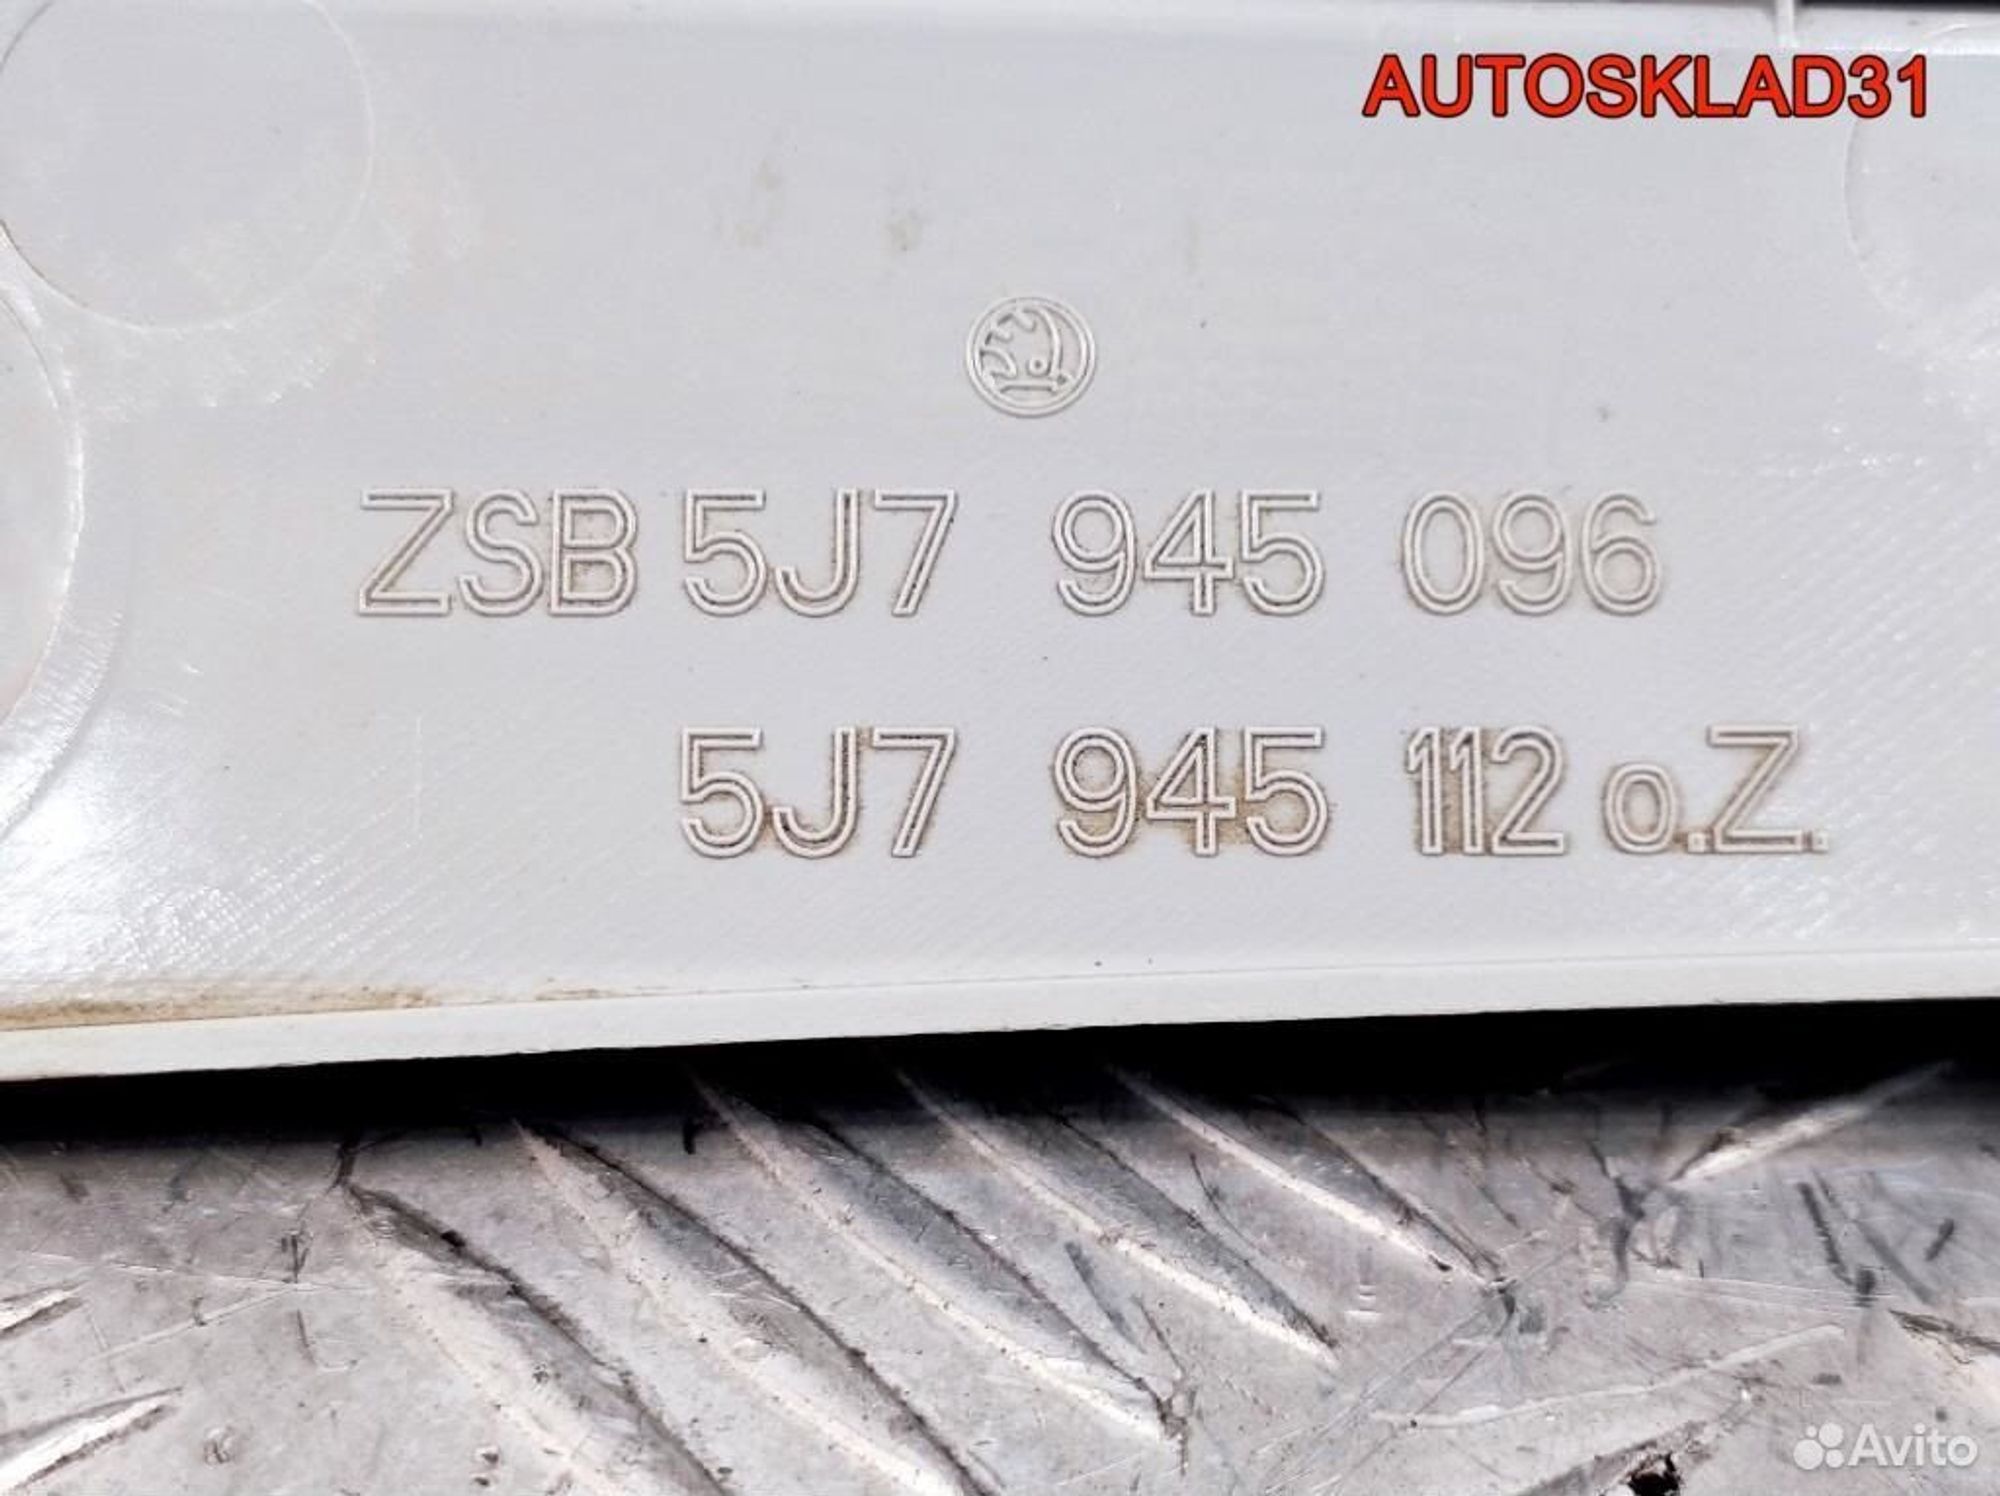 AUTOSKLAD31
ZSB 5J7 945 096
5J7 945 112 o.Z.
Avito